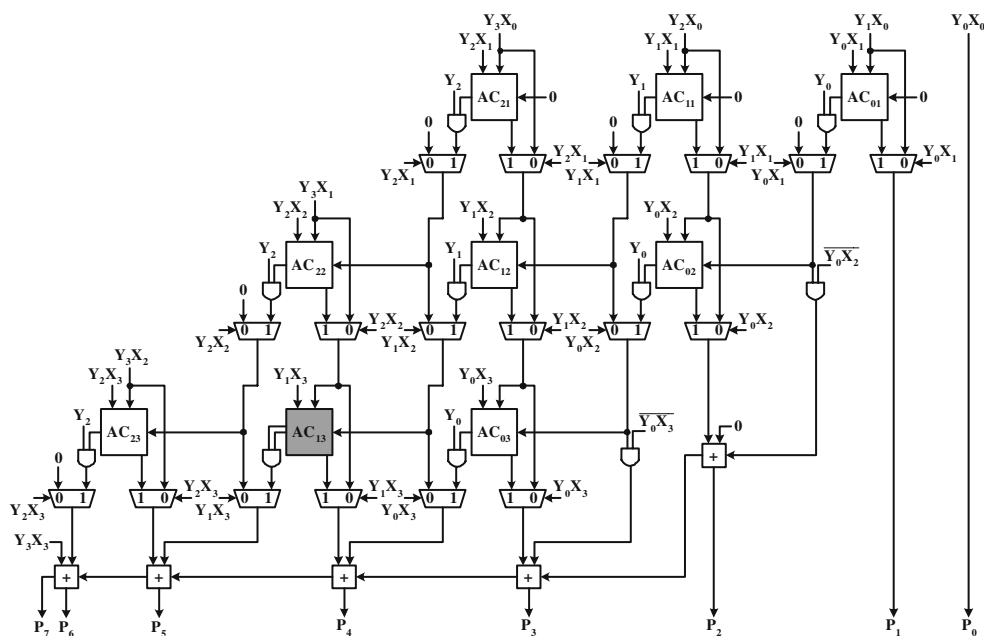 Y₃X₀ Y₂X₀ Y₁X₀ Y₀X₀
Y₂X₁ Y₁X₁ Y₀X₁
Y₂ AC₂₁ 0 Y₁ AC₁₁ 0 Y₀ AC₀₁ 0
0 0 0
0 1 1 0 Y₂X₁ 0 1 1 0 Y₁X₁ 0 1 1 0 Y₀X₁
Y₂X₁ Y₁X₁ Y₀X₁
Y₃X₁
Y₂X₂ Y₁X₂ Y₀X₂
Y₂ AC₂₂ Y₁ AC₁₂ Y₀ AC₀₂ Y̅₀̅X̅₂̅
0
0 1 1 0 Y₂X₂ 0 1 1 0 Y₁X₂ 0 1 1 0 Y₀X₂
Y₂X₂ Y₁X₂ Y₀X₂
Y₃X₂
Y₂X₃ Y₁X₃ Y₀X₃
Y₂ AC₂₃ AC₁₃ Y₀ AC₀₃ Y̅₀̅X̅₃̅ 0
+
0
0 1 1 0 Y₂X₃ 0 1 1 0 Y₁X₃ 0 1 1 0 Y₀X₃
Y₂X₃ Y₁X₃ Y₀X₃
Y₃X₃
+ + + +
P₇ P₆ P₅ P₄ P₃ P₂ P₁ P₀